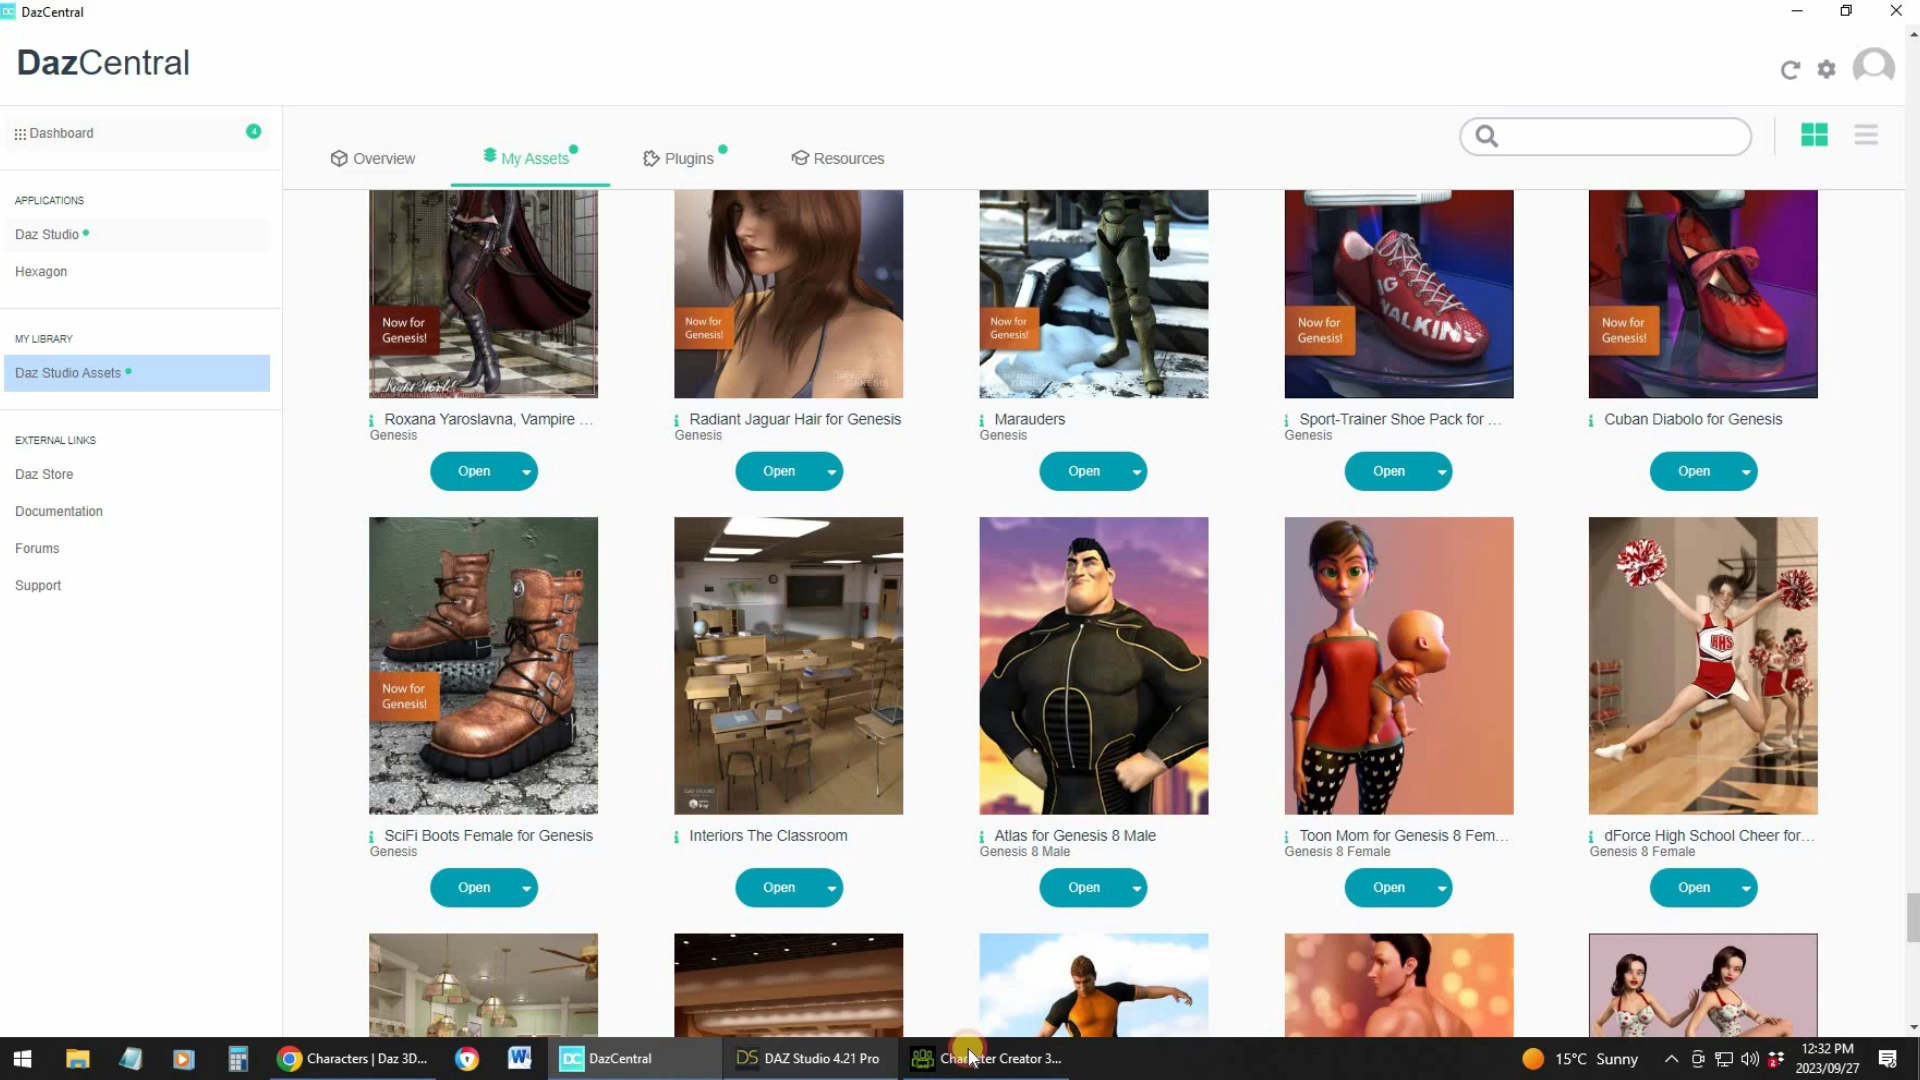 DazCentral
DazCentral
Dashboard
4
APPLICATIONS
Daz Studio
Hexagon
MY LIBRARY
Daz Studio Assets
EXTERNAL LINKS
Daz Store
Documentation
Forums
Support
Overview
My Assets
Plugins
Resources
Now for
Genesis!
Now for
Genesis!
Now for
Genesis!
Now for
Genesis!
Now for
Genesis!
WALKIN
Roxana Yaroslavna, Vampire ...
Genesis
Radiant Jaguar Hair for Genesis
Genesis
Marauders
Genesis
Sport-Trainer Shoe Pack for ...
Genesis
Cuban Diabolo for Genesis
Genesis
Open
Open
Open
Open
Open
Now for
Genesis!
SciFi Boots Female for Genesis
Genesis
Interiors The Classroom
Atlas for Genesis 8 Male
Genesis 8 Male
Toon Mom for Genesis 8 Fem...
Genesis 8 Female
dForce High School Cheer for...
Genesis 8 Female
Open
Open
Open
Open
Open
Characters | Daz 3D...
DazCentral
DAZ Studio 4.21 Pro
Character Creator 3...
15°C Sunny
12:32 PM
2023/09/27